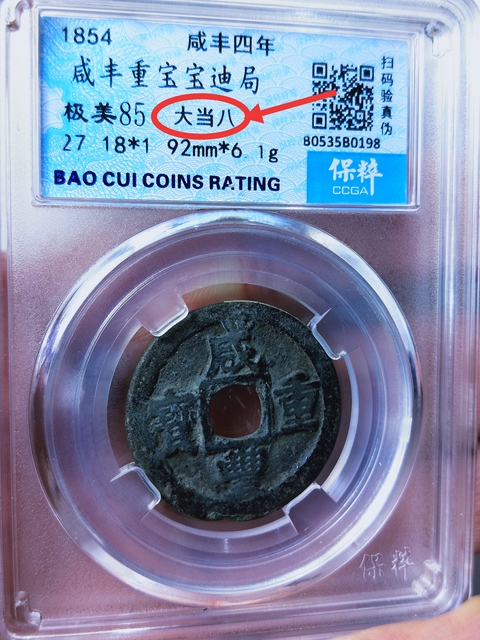 1854 咸丰四年
咸丰重宝宝迪局
极美85 大当八
27.18*1.92mm*6.1g
BAO CUI COINS RATING
扫码验真伪
B0535B0198
保粹
CCGA
咸豐重寶
保粹